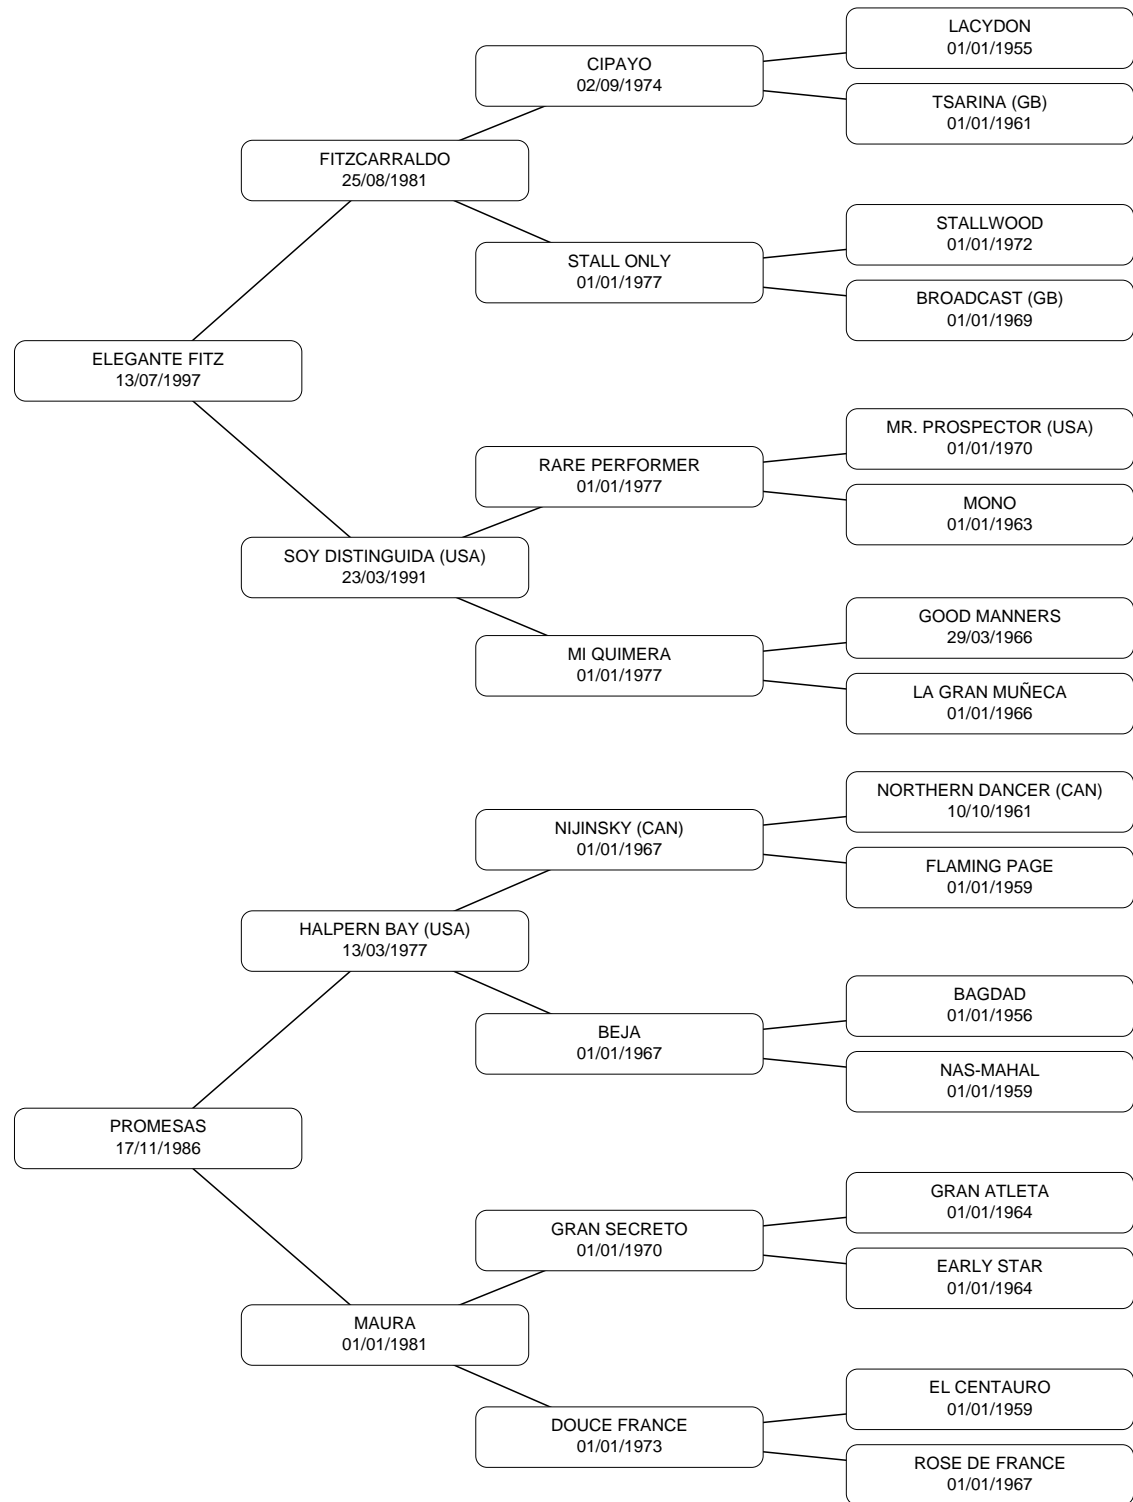 LACYDON
01/01/1955
CIPAYO
02/09/1974
TSARINA (GB)
01/01/1961
FITZCARRALDO
25/08/1981
STALLWOOD
01/01/1972
STALL ONLY
01/01/1977
BROADCAST (GB)
01/01/1969
ELEGANTE FITZ
13/07/1997
MR. PROSPECTOR (USA)
01/01/1970
RARE PERFORMER
01/01/1977
MONO
01/01/1963
SOY DISTINGUIDA (USA)
23/03/1991
GOOD MANNERS
29/03/1966
MI QUIMERA
01/01/1977
LA GRAN MUÑECA
01/01/1966
NORTHERN DANCER (CAN)
10/10/1961
NIJINSKY (CAN)
01/01/1967
FLAMING PAGE
01/01/1959
HALPERN BAY (USA)
13/03/1977
BAGDAD
01/01/1956
BEJA
01/01/1967
NAS-MAHAL
01/01/1959
PROMESAS
17/11/1986
GRAN ATLETA
01/01/1964
GRAN SECRETO
01/01/1970
EARLY STAR
01/01/1964
MAURA
01/01/1981
EL CENTAURO
01/01/1959
DOUCE FRANCE
01/01/1973
ROSE DE FRANCE
01/01/1967